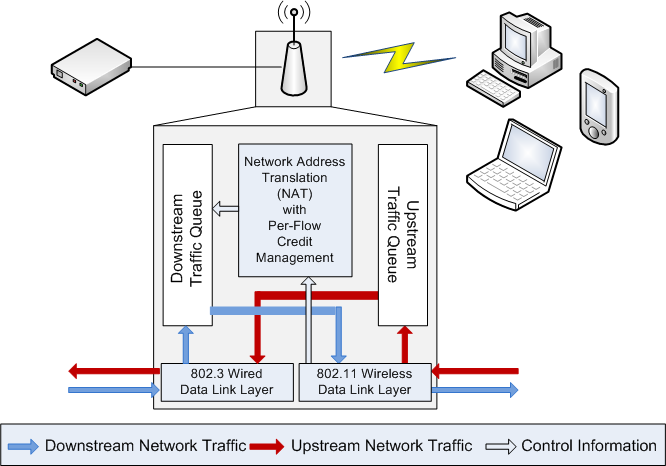 Network Address
Translation
(NAT)
with
Per-Flow
Credit
Management
Downstream
Traffic Queue
Upstream
Traffic Queue
802.3 Wired
Data Link Layer
802.11 Wireless
Data Link Layer
Downstream Network Traffic
Upstream Network Traffic
Control Information